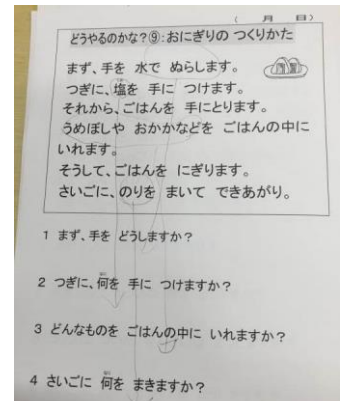 （　月　日）
どうやるのかな？⑨：おにぎりの つくりかた
まず、手を 水で ぬらします。
つぎに、塩を 手に つけます。
それから、ごはんを 手にとります。
うめぼしや おかかなどを ごはんの中に
いれます。
そうして、ごはんを にぎります。
さいごに、のりを まいて できあがり。
1 まず、手を どうしますか？
2 つぎに、何を 手に つけますか？
3 どんなものを ごはんの中に いれますか？
4 さいごに 何を まきますか？